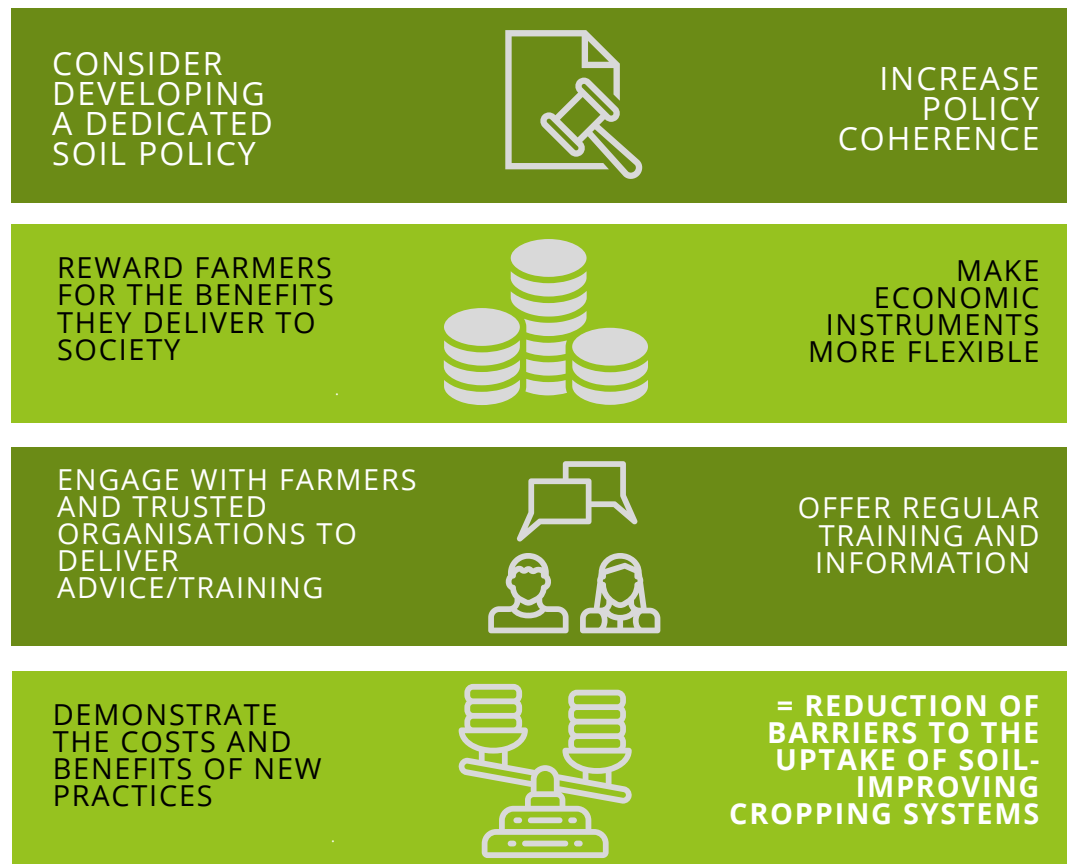 CONSIDER
DEVELOPING
A DEDICATED
SOIL POLICY
INCREASE
POLICY
COHERENCE
REWARD FARMERS
FOR THE BENEFITS
THEY DELIVER TO
SOCIETY
MAKE
ECONOMIC
INSTRUMENTS
MORE FLEXIBLE
ENGAGE WITH FARMERS
AND TRUSTED
ORGANISATIONS TO
DELIVER
ADVICE/TRAINING
OFFER REGULAR
TRAINING AND
INFORMATION
DEMONSTRATE
THE COSTS AND
BENEFITS OF NEW
PRACTICES
= REDUCTION OF
BARRIERS TO THE
UPTAKE OF SOIL-
IMPROVING
CROPPING SYSTEMS